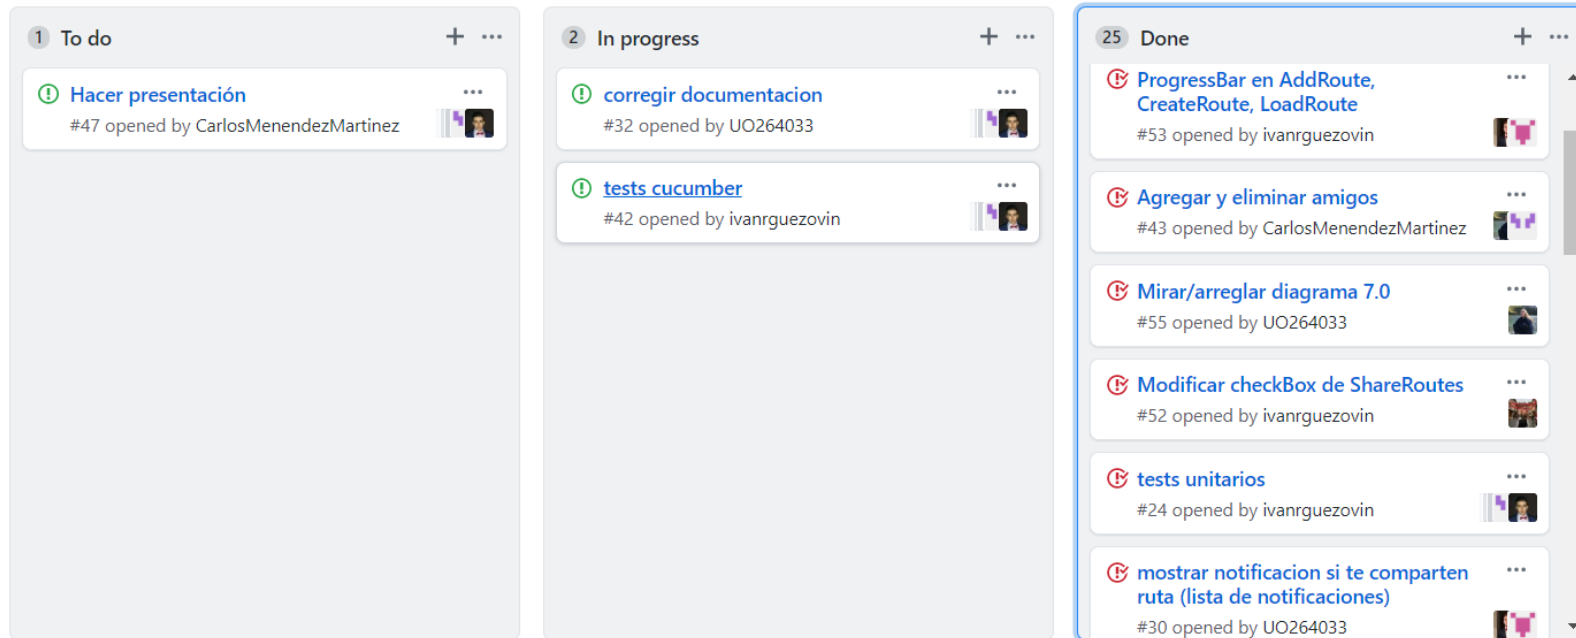 1 To do
Hacer presentación
#47 opened by CarlosMenendezMartinez
2 In progress
corregir documentacion
#32 opened by UO264033
tests cucumber
#42 opened by ivanrguezovin
25 Done
ProgressBar en AddRoute,
CreateRoute, LoadRoute
#53 opened by ivanrguezovin
Agregar y eliminar amigos
#43 opened by CarlosMenendezMartinez
Mirar/arreglar diagrama 7.0
#55 opened by UO264033
Modificar checkBox de ShareRoutes
#52 opened by ivanrguezovin
tests unitarios
#24 opened by ivanrguezovin
mostrar notificacion si te comparten
ruta (lista de notificaciones)
#30 opened by UO264033